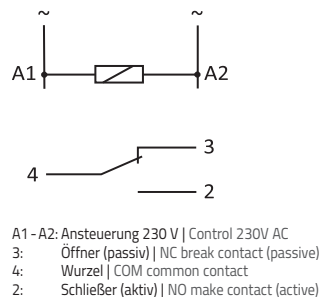 ~ ~
A1 A2
3
4
2
A1 - A2: Ansteuerung 230 V | Control 230V AC
3: Öffner (passiv) | NC break contact (passive)
4: Wurzel | COM common contact
2: Schließer (aktiv) | NO make contact (active)